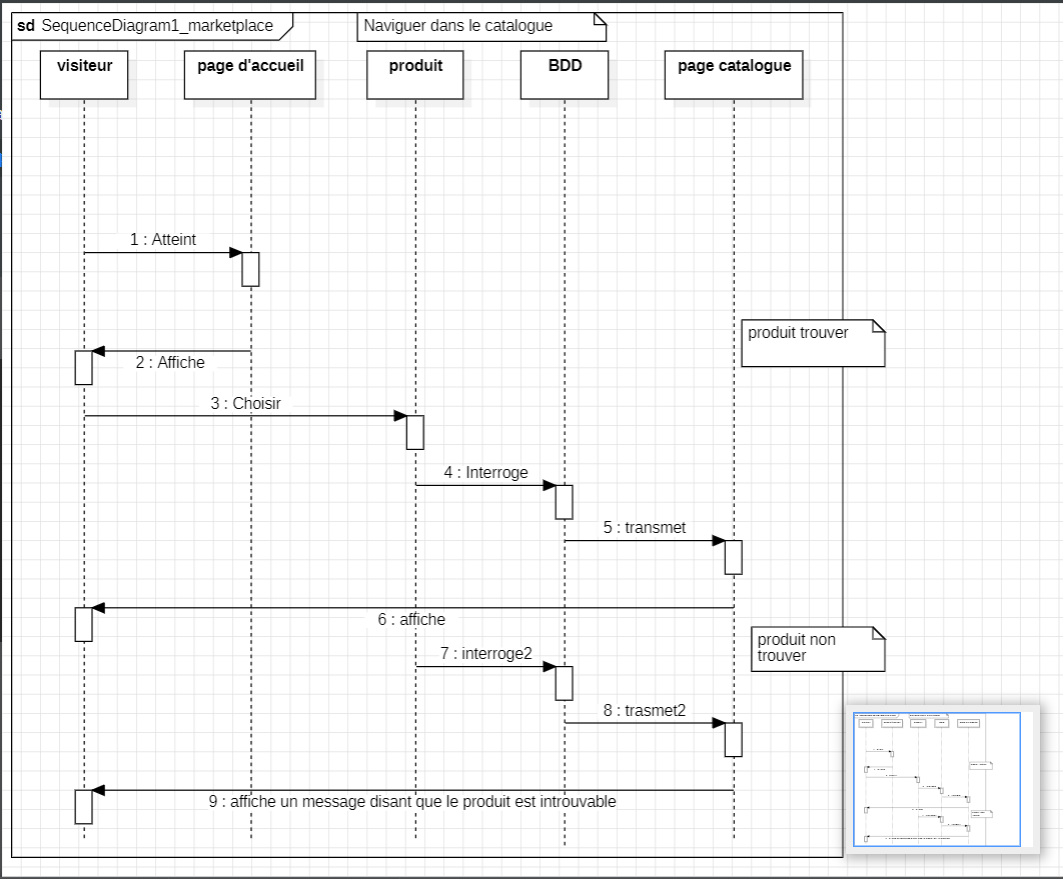 sd SequenceDiagram1_marketplace
Naviguer dans le catalogue
visiteur
page d'accueil
produit
BDD
page catalogue
1 : Atteint
produit trouver
2 : Affiche
3 : Choisir
4 : Interroge
5 : transmet
6 : affiche
produit non
trouver
7 : interroge2
8 : trasmet2
9 : affiche un message disant que le produit est introuvable